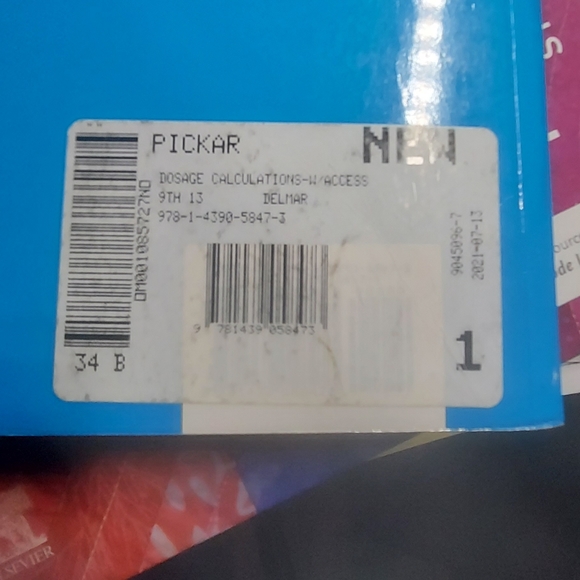 PICKAR
NEW
DOSAGE CALCULATIONS-W/ACCESS
9TH 13 DELMAR
978-1-4390-5847-3
9 781439 058473
34 B
1
9045096-7
2021-07-13